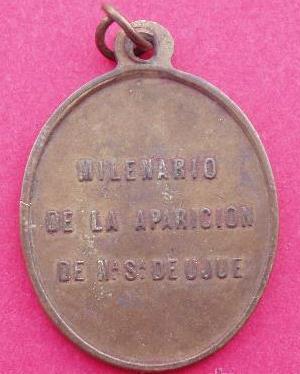 MILENARIO
DE LA APARICION
DE Nª Sª DE UJUE